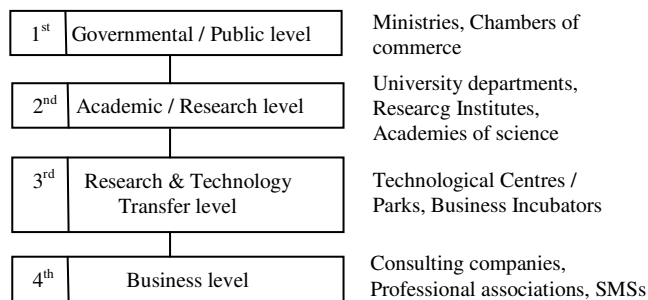 1st Governmental / Public level
Ministries, Chambers of
commerce
2nd Academic / Research level
University departments,
Researcg Institutes,
Academies of science
3rd Research & Technology
Transfer level
Technological Centres /
Parks, Business Incubators
4th Business level
Consulting companies,
Professional associations, SMSs